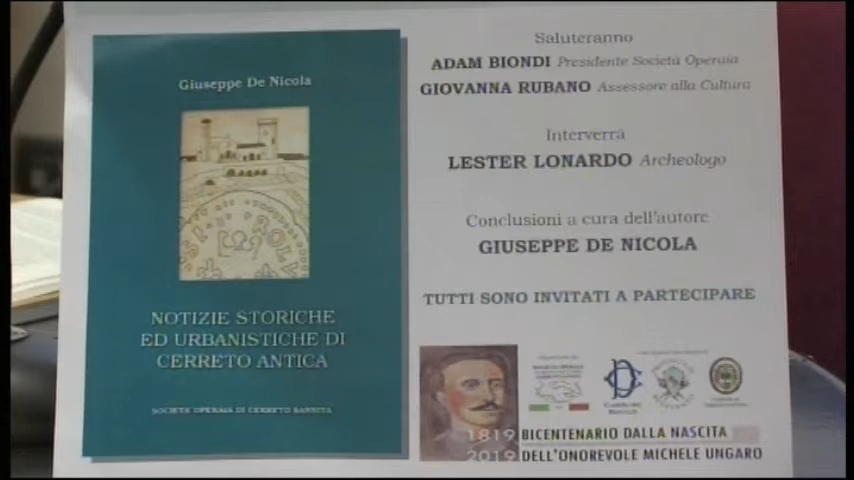 Giuseppe De Nicola
NOTIZIE STORICHE
ED URBANISTICHE DI
CERRETO ANTICA
SOCIETÀ OPERAIA DI CERRETO SANNITA
Saluteranno
ADAM BIONDI Presidente Società Operaia
GIOVANNA RUBANO Assessore alla Cultura
Interverrà
LESTER LONARDO Archeologo
Conclusioni a cura dell'autore
GIUSEPPE DE NICOLA
TUTTI SONO INVITATI A PARTECIPARE
1819 BICENTENARIO DALLA NASCITA
2019 DELL'ONOREVOLE MICHELE UNGARO